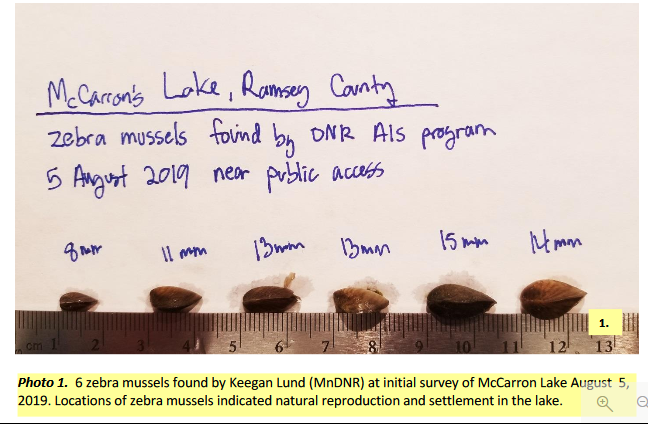 McCarron's Lake, Ramsey County
zebra mussels found by DNR AIS program
5 August 2019 near public access
8mm 11 mm 13mm 13mm 15 mm 14 mm
1.
cm 1 2 3 4 5 6 7 8 9 10 11 12 13
Photo 1. 6 zebra mussels found by Keegan Lund (MnDNR) at initial survey of McCarron Lake August 5,
2019. Locations of zebra mussels indicated natural reproduction and settlement in the lake.